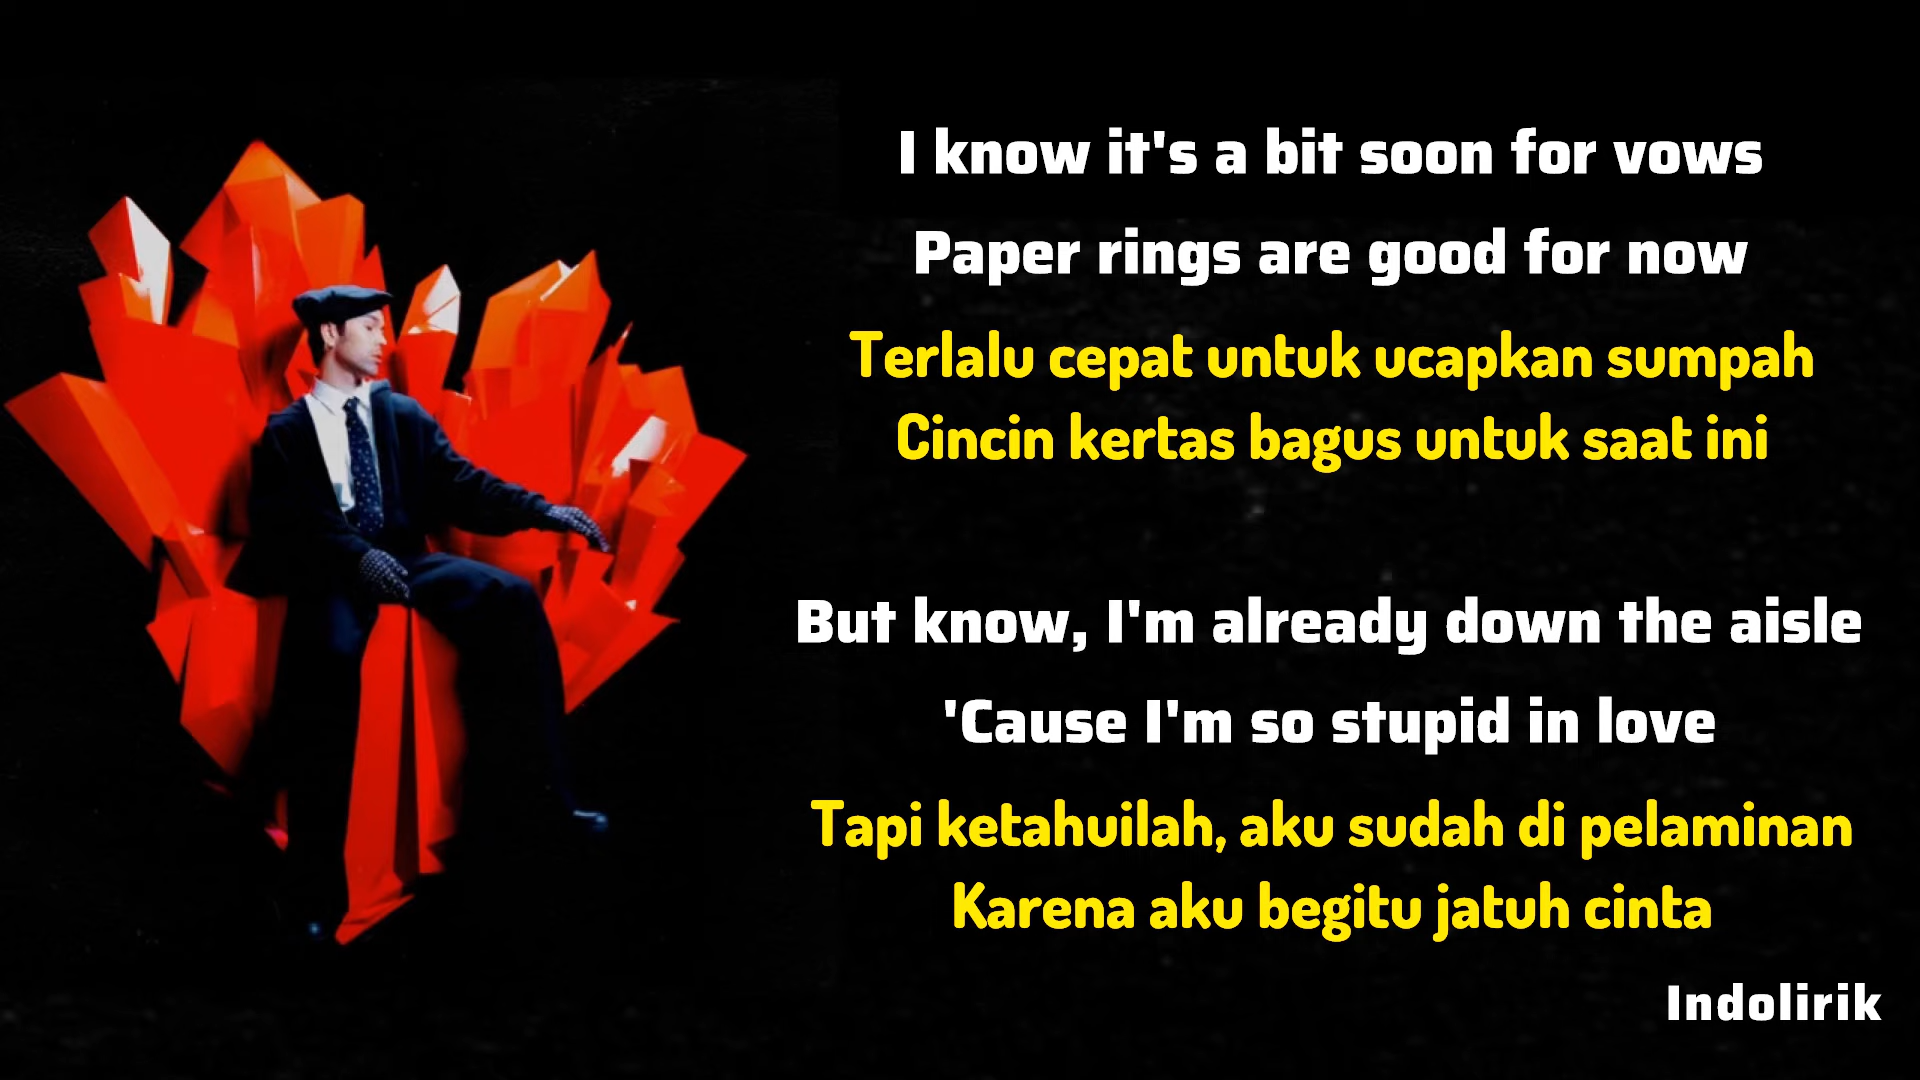 I know it's a bit soon for vows
Paper rings are good for now
Terlalu cepat untuk ucapkan sumpah
Cincin kertas bagus untuk saat ini
But know, I'm already down the aisle
'Cause I'm so stupid in love
Tapi ketahuilah, aku sudah di pelaminan
Karena aku begitu jatuh cinta
Indolirik